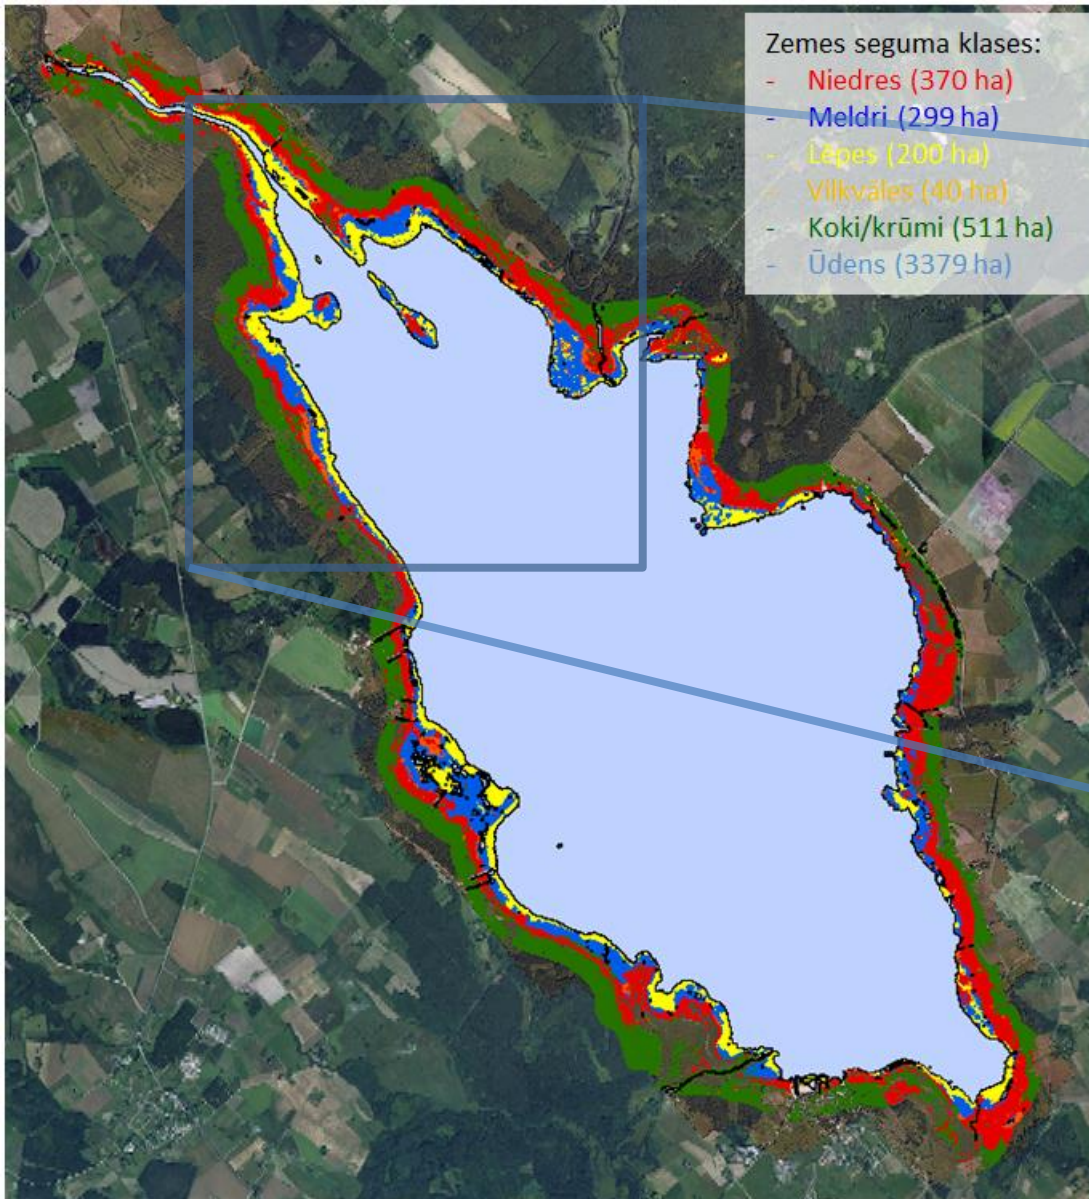 Zemes seguma klases:
- Niedres (370 ha)
- Meldri (299 ha)
- Lēpes (200 ha)
- Vilkvāles (40 ha)
- Koki/krūmi (511 ha)
- Ūdens (3379 ha)